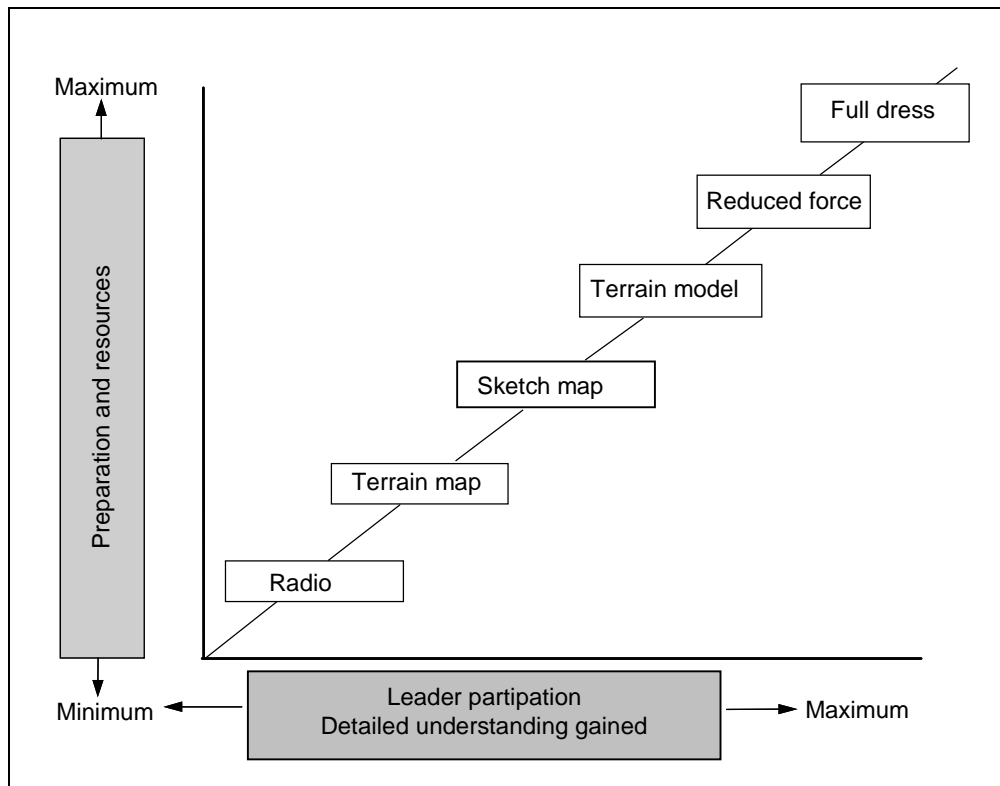 Maximum
Full dress
Reduced force
Terrain model
Sketch map
Terrain map
Radio
Preparation and resources
Minimum
Leader partipation
Detailed understanding gained
Maximum